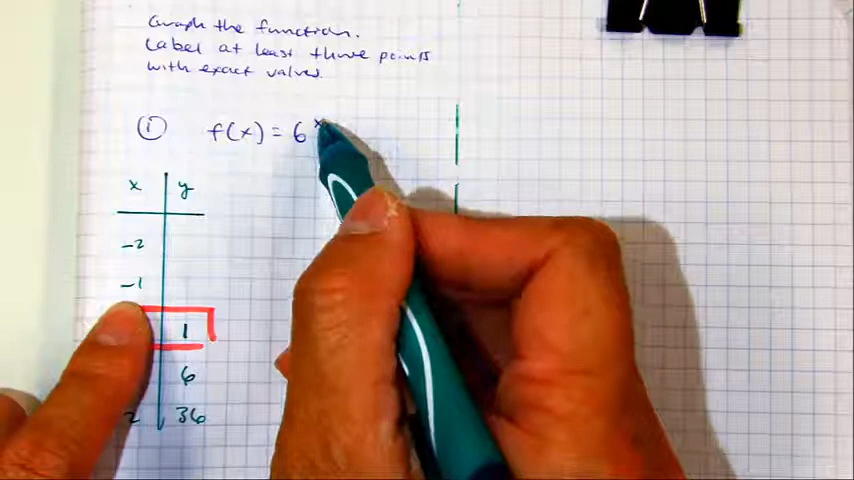 Graph the function.
Label at least three points
with exact values.
① f(x) = 6^x
x y
-2
-1
1
6
2 36